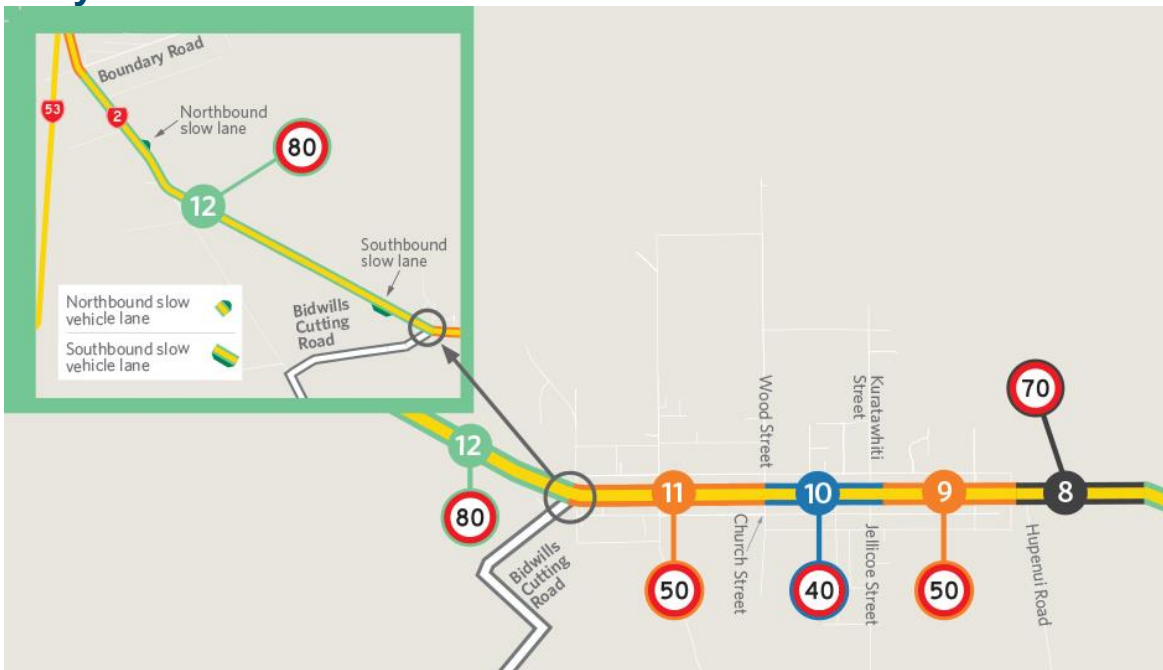 Boundary Road
53
2
Northbound
slow lane
80
12
Southbound
slow lane
Bidwills
Cutting
Road
Northbound slow
vehicle lane
Southbound slow
vehicle lane
12
80
Bidwills
Cutting
Road
11
50
Wood Street
Church Street
10
40
Kuratawhiti
Street
Jellicoe Street
9
50
70
8
Hupenui Road